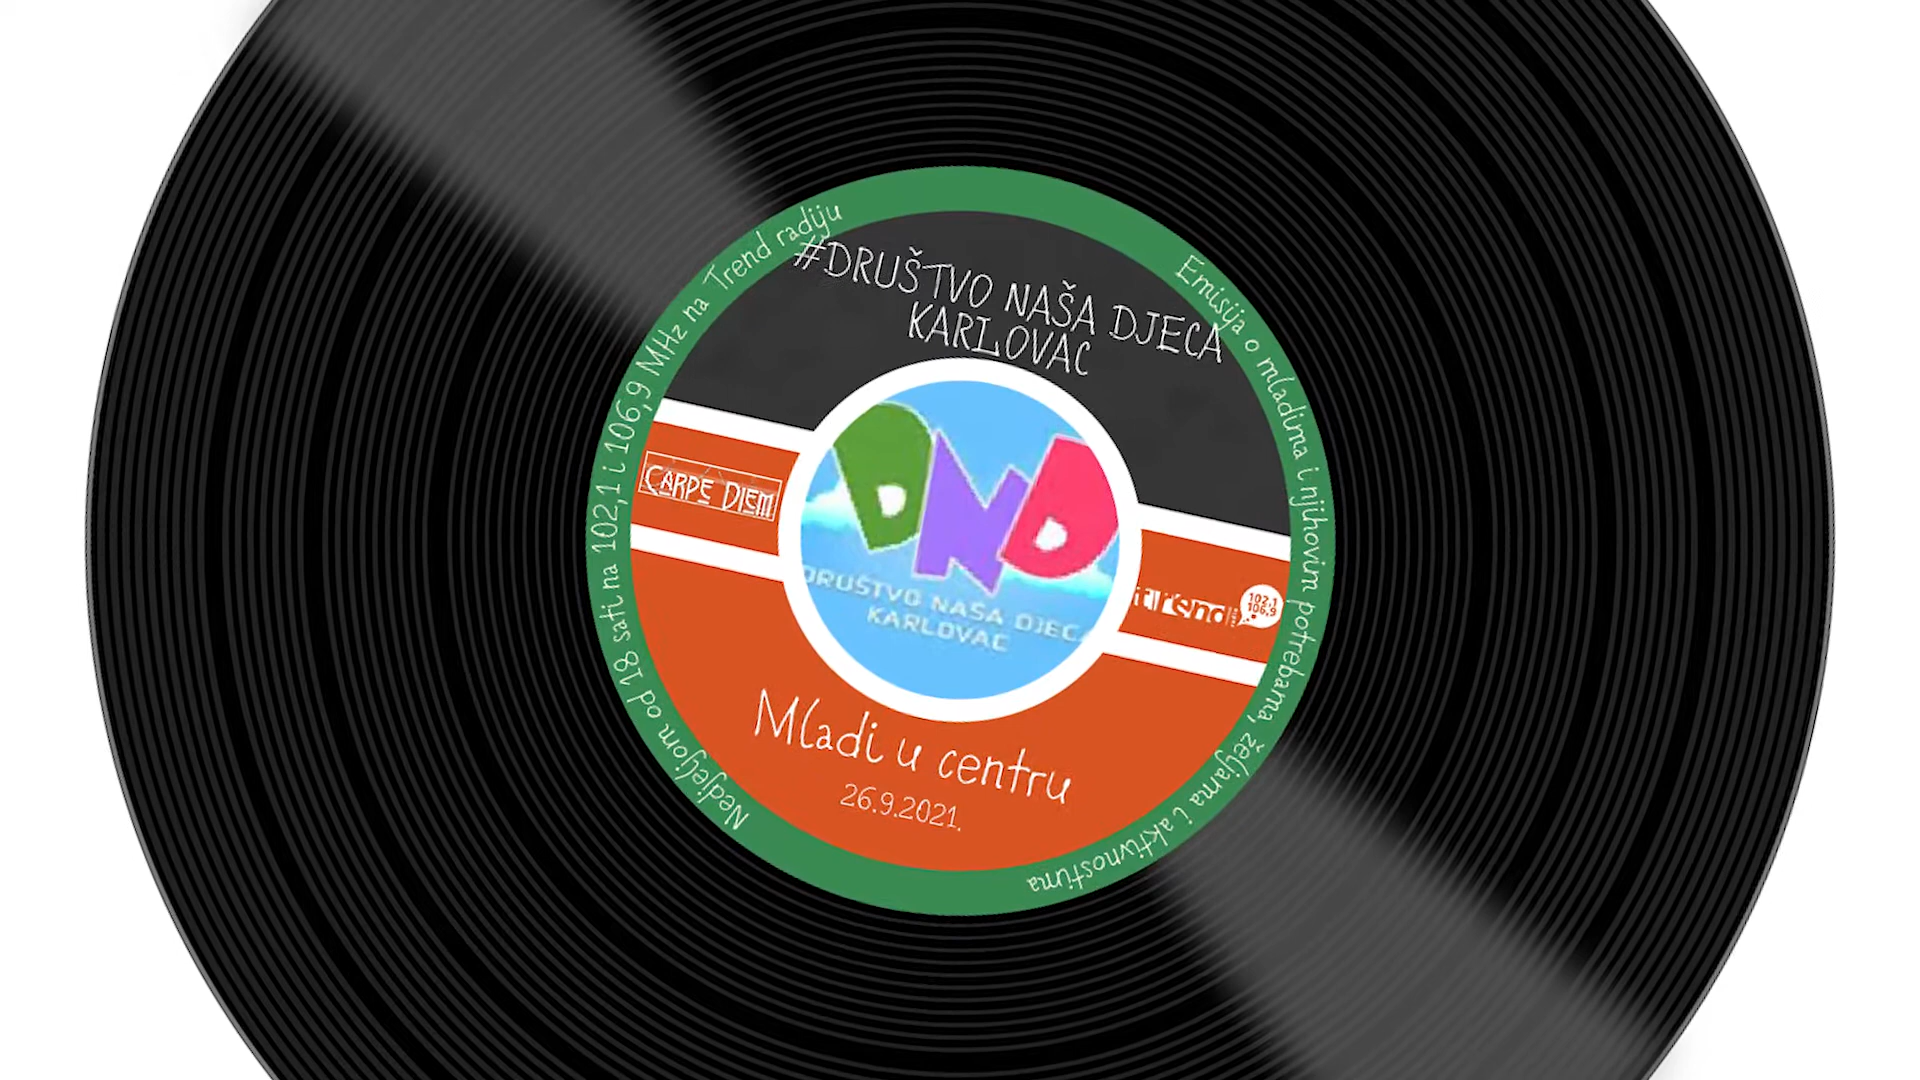 Nedjeljom od 18 sati na 102,1 i 106,9 MHz na Trend radiju
Emisija o mladima i njihovim potrebama, željama i aktivnostima
#DRUŠTVO NAŠA DJECA
KARLOVAC
CARPE DIEM
DND
DRUŠTVO NAŠA DJECA
KARLOVAC
trend
102,1
106,9
Mladi u centru
26.9.2021.